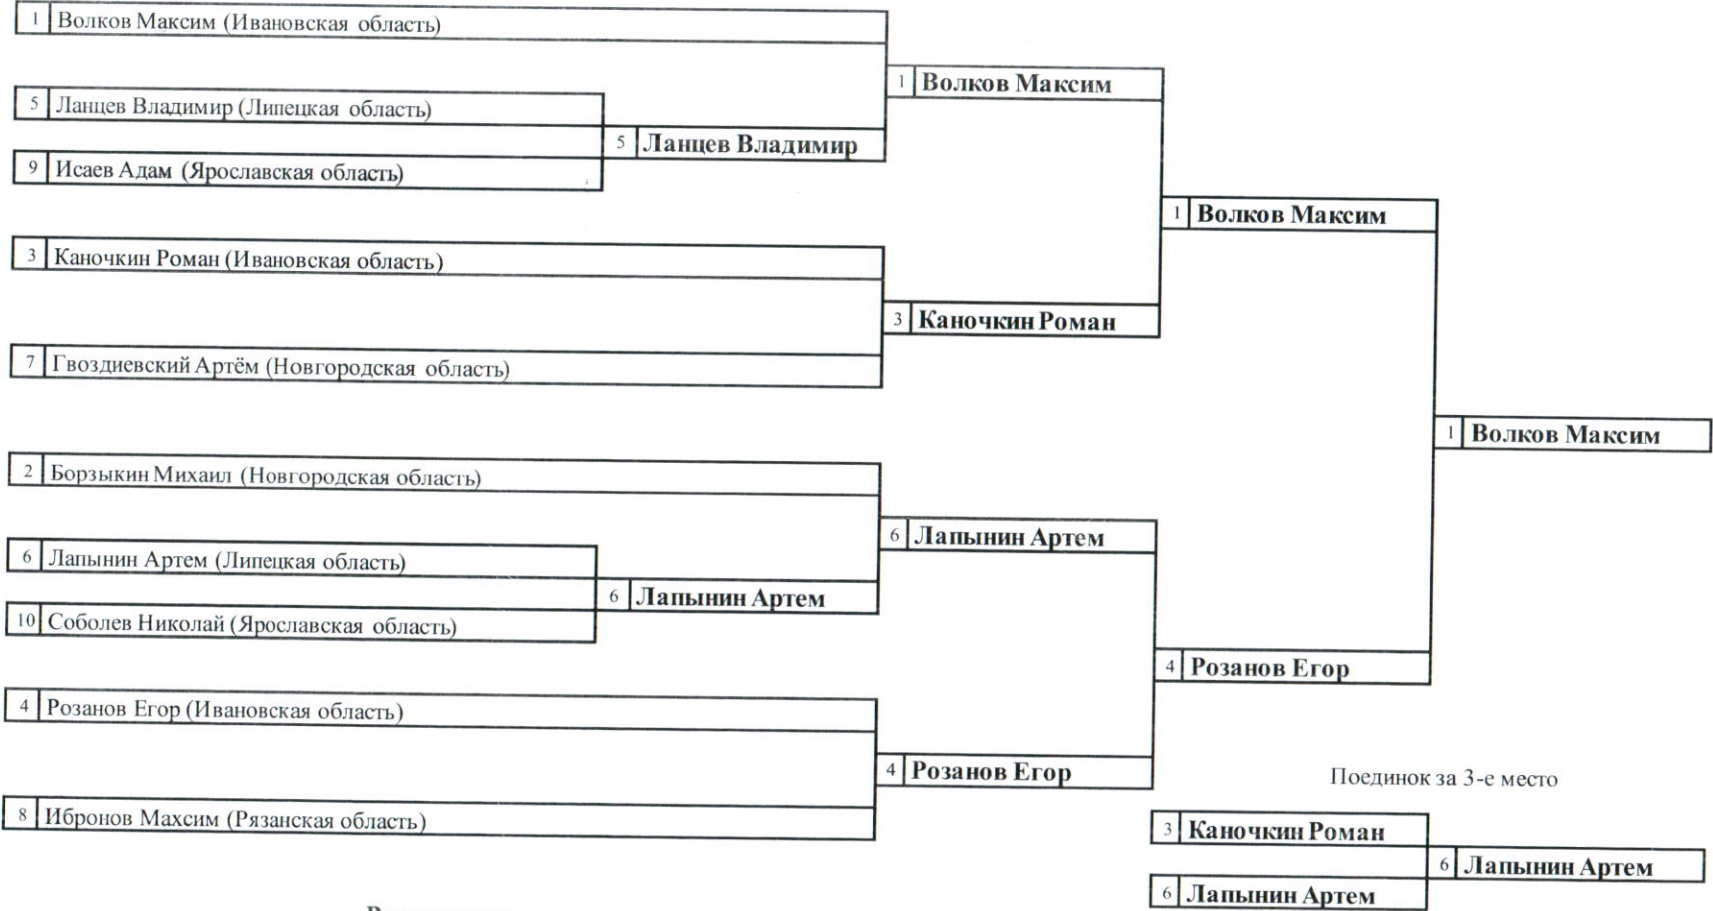 1 Волков Максим (Ивановская область)
1 Волков Максим
5 Ланцев Владимир (Липецкая область)
5 Ланцев Владимир
9 Исаев Адам (Ярославская область)
1 Волков Максим
3 Каночкин Роман (Ивановская область)
3 Каночкин Роман
7 Гвоздиевский Артём (Новгородская область)
1 Волков Максим
2 Борзыкин Михаил (Новгородская область)
6 Лапынин Артем
6 Лапынин Артем (Липецкая область)
6 Лапынин Артем
10 Соболев Николай (Ярославская область)
4 Розанов Егор
4 Розанов Егор (Ивановская область)
4 Розанов Егор
8 Ибронов Махсим (Рязанская область)
Поединок за 3-е место
3 Каночкин Роман
6 Лапынин Артем
6 Лапынин Артем